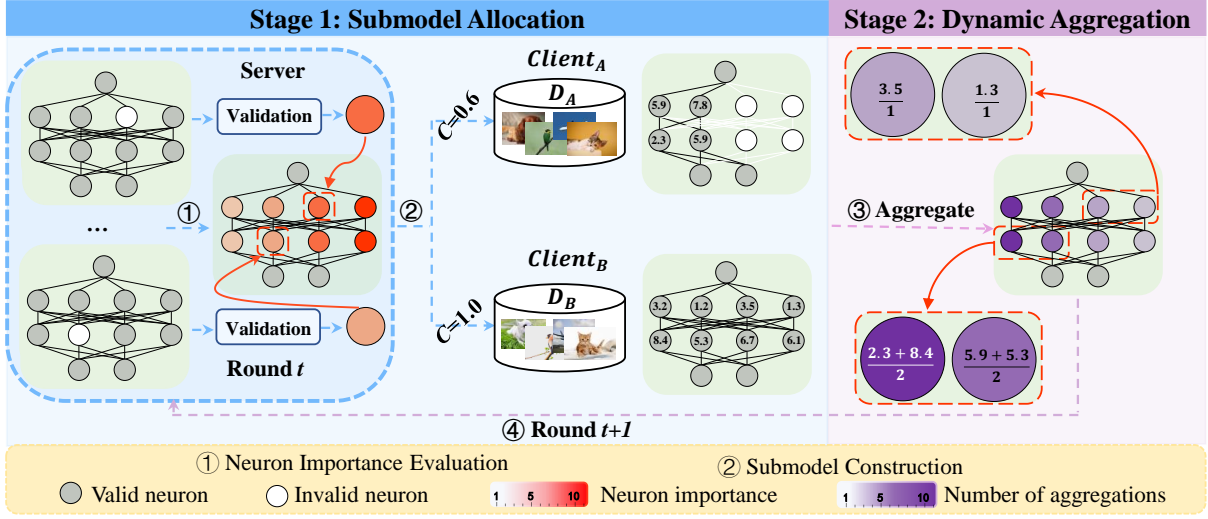 Stage 1: Submodel Allocation
Stage 2: Dynamic Aggregation
Server
Validation
①
...
Validation
Round t
②
C=0.6
C=1.0
Client_A
D_A
5.9 7.8
2.3 5.9
Client_B
D_B
3.2 1.2 3.5 1.3
8.4 5.3 6.7 6.1
③ Aggregate
3.5
1
1.3
1
2.3 + 8.4
2
5.9 + 5.3
2
④ Round t+1
① Neuron Importance Evaluation
② Submodel Construction
Valid neuron
Invalid neuron
1 5 10
Neuron importance
1 5 10
Number of aggregations